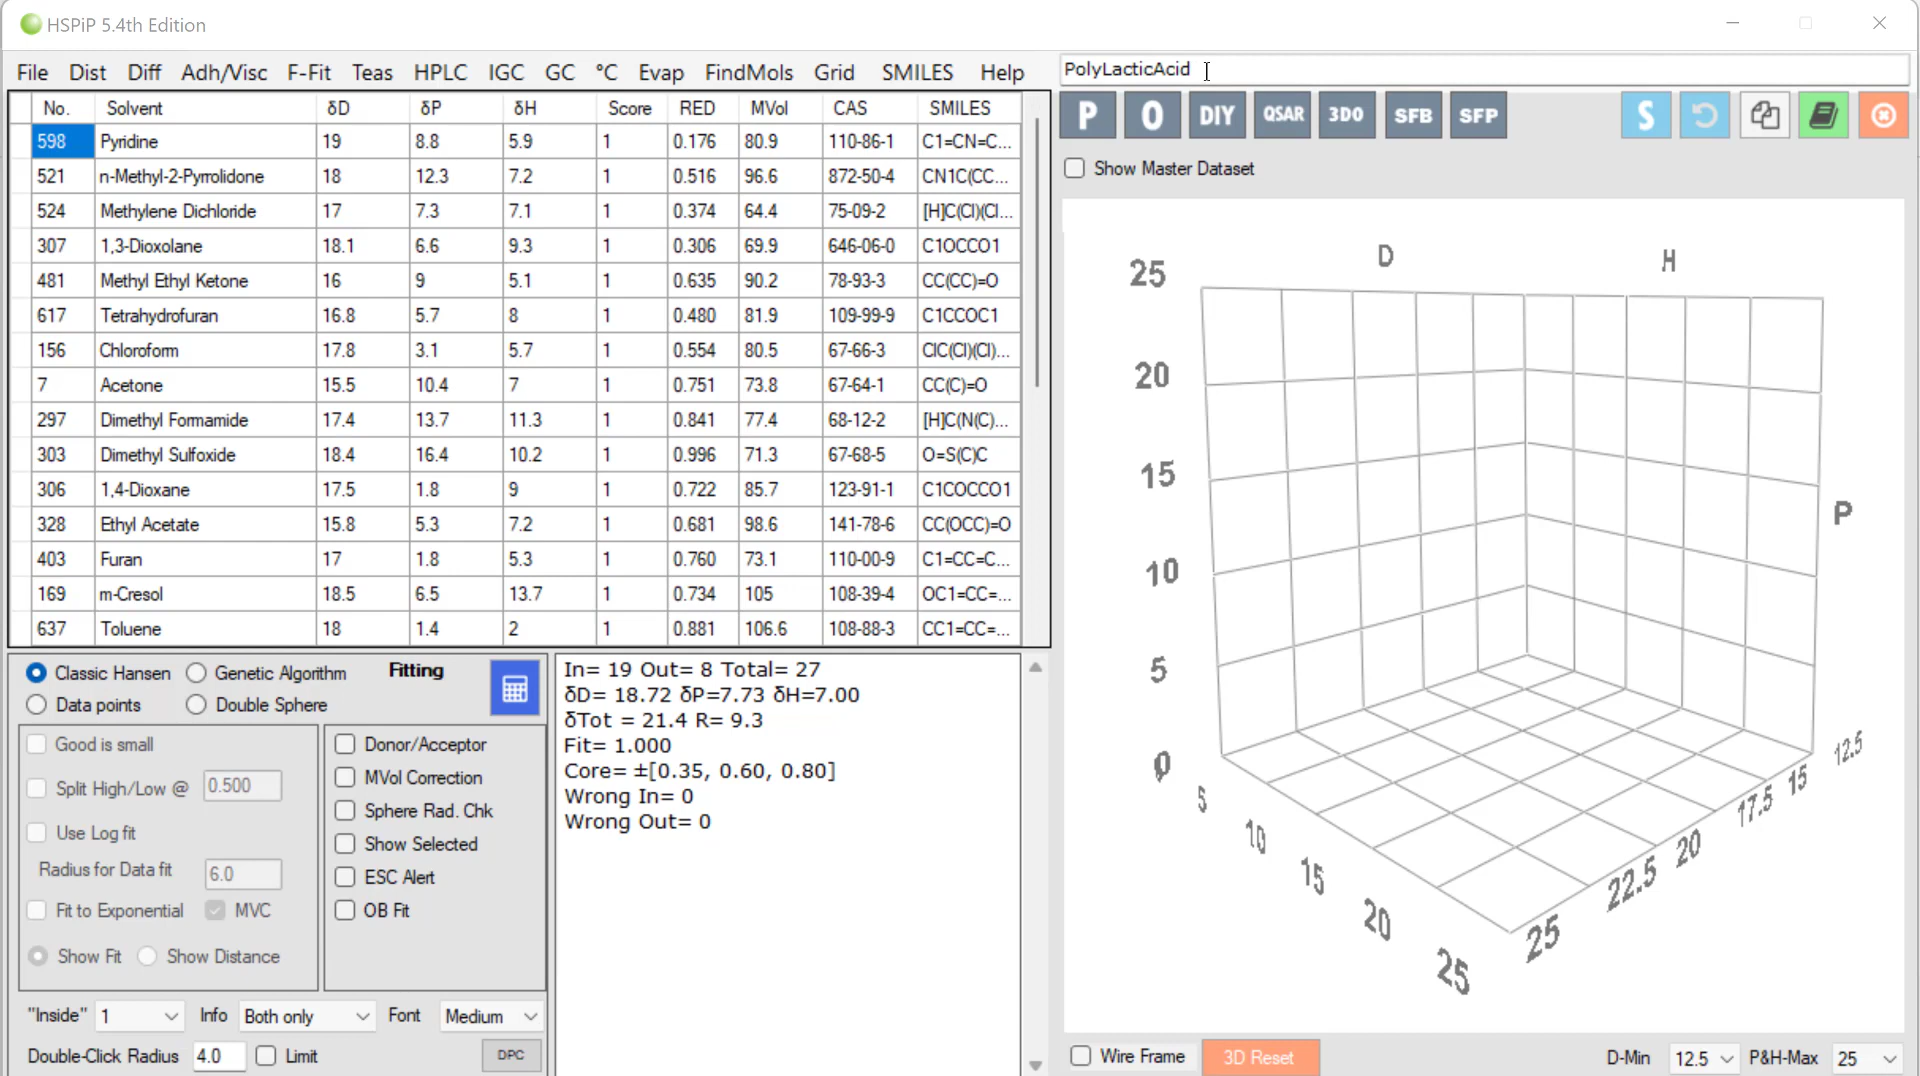 HSPiP 5.4th Edition
File Dist Diff Adh/Visc F-Fit Teas HPLC IGC GC °C Evap FindMols Grid SMILES Help
PolyLacticAcid
P O DIY QSAR 3DO SFB SFP S
Show Master Dataset
No. Solvent δD δP δH Score RED MVol CAS SMILES
598 Pyridine 19 8.8 5.9 1 0.176 80.9 110-86-1 C1=CN=C...
521 n-Methyl-2-Pyrrolidone 18 12.3 7.2 1 0.516 96.6 872-50-4 CN1C(CC...
524 Methylene Dichloride 17 7.3 7.1 1 0.374 64.4 75-09-2 [H]C(Cl)(Cl...
307 1,3-Dioxolane 18.1 6.6 9.3 1 0.306 69.9 646-06-0 C1OCCO1
481 Methyl Ethyl Ketone 16 9 5.1 1 0.635 90.2 78-93-3 CC(CC)=O
617 Tetrahydrofuran 16.8 5.7 8 1 0.480 81.9 109-99-9 C1CCOC1
156 Chloroform 17.8 3.1 5.7 1 0.554 80.5 67-66-3 ClC(Cl)(Cl)...
7 Acetone 15.5 10.4 7 1 0.751 73.8 67-64-1 CC(C)=O
297 Dimethyl Formamide 17.4 13.7 11.3 1 0.841 77.4 68-12-2 [H]C(N(C)...
303 Dimethyl Sulfoxide 18.4 16.4 10.2 1 0.996 71.3 67-68-5 O=S(C)C
306 1,4-Dioxane 17.5 1.8 9 1 0.722 85.7 123-91-1 C1COCCO1
328 Ethyl Acetate 15.8 5.3 7.2 1 0.681 98.6 141-78-6 CC(OCC)=O
403 Furan 17 1.8 5.3 1 0.760 73.1 110-00-9 C1=CC=C...
169 m-Cresol 18.5 6.5 13.7 1 0.734 105 108-39-4 OC1=CC=...
637 Toluene 18 1.4 2 1 0.881 106.6 108-88-3 CC1=CC=...
D H
25
20
15
P
10
5
0
5 10 15 20 25
25 22.5 20 17.5 15 12.5
Classic Hansen Genetic Algorithm Fitting
Data points Double Sphere
Good is small
Split High/Low @ 0.500
Use Log fit
Radius for Data fit 6.0
Fit to Exponential MVC
Show Fit Show Distance
Donor/Acceptor
MVol Correction
Sphere Rad. Chk
Show Selected
ESC Alert
OB Fit
"Inside" 1 Info Both only Font Medium
Double-Click Radius 4.0 Limit DPC
In= 19 Out= 8 Total= 27
δD= 18.72 δP=7.73 δH=7.00
δTot = 21.4 R= 9.3
Fit= 1.000
Core= ±[0.35, 0.60, 0.80]
Wrong In= 0
Wrong Out= 0
Wire Frame 3D Reset D-Min 12.5 P&H-Max 25